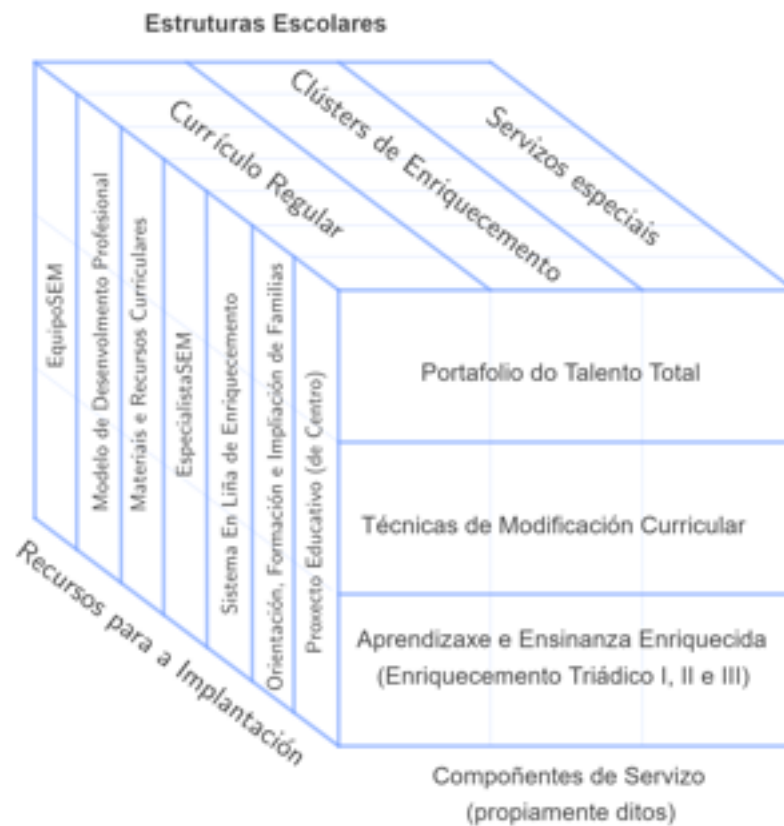 Estruturas Escolares
Currículo Regular
Clústers de Enriquecemento
Servizos especiais
EquipoSEM
Modelo de Desenvolmento Profesional
Materiais e Recursos Curriculares
EspecialistaSEM
Sistema En Liña de Enriquecemento
Orientación, Formación e Impliación de Familias
Proxecto Educativo (de Centro)
Portafolio do Talento Total
Técnicas de Modificación Curricular
Aprendizaxe e Ensinanza Enriquecida
(Enriquecemento Triádico I, II e III)
Recursos para a Implantación
Compoñentes de Servizo
(propiamente ditos)